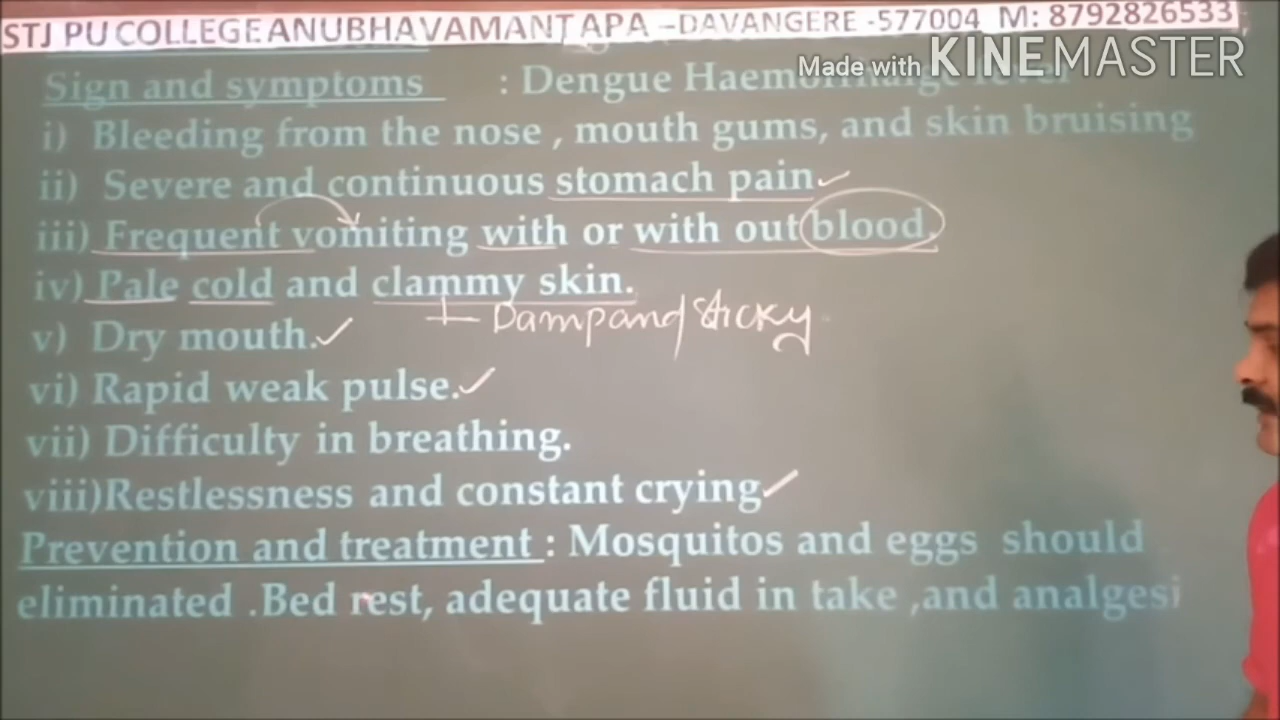 STJ PU COLLEGE ANUBHAVAMANTAPA –DAVANGERE -577004 M: 8792826533
Made with KINEMASTER
Sign and symptoms : Dengue Haemorrhaige fever
i) Bleeding from the nose , mouth gums, and skin bruising
ii) Severe and continuous stomach pain
iii) Frequent vomiting with or with out blood.
iv) Pale cold and clammy skin.
Damp and sticky
v) Dry mouth.
vi) Rapid weak pulse.
vii) Difficulty in breathing.
viii)Restlessness and constant crying
Prevention and treatment : Mosquitos and eggs should
eliminated .Bed rest, adequate fluid in take ,and analgesi